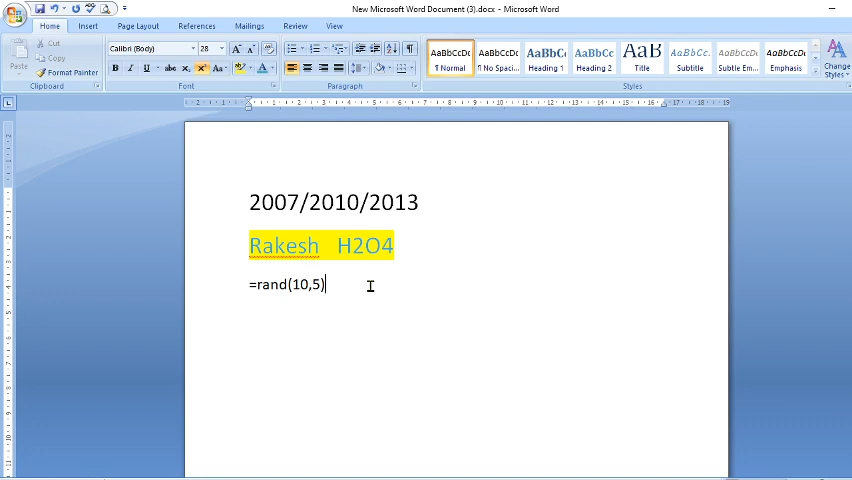 New Microsoft Word Document (3).docx - Microsoft Word
Home Insert Page Layout References Mailings Review View
Cut
Copy
Format Painter
Paste
Clipboard
Calibri (Body) 28
Font
Paragraph
AaBbCcDc AaBbCcDc AaBbCc AaBbCc AaB AaBbCc. AaBbCcDc AaBbCcDc
¶ Normal ¶ No Spaci... Heading 1 Heading 2 Title Subtitle Subtle Em... Emphasis
Change
Styles
Styles
2007/2010/2013
Rakesh H2O4
=rand(10,5)